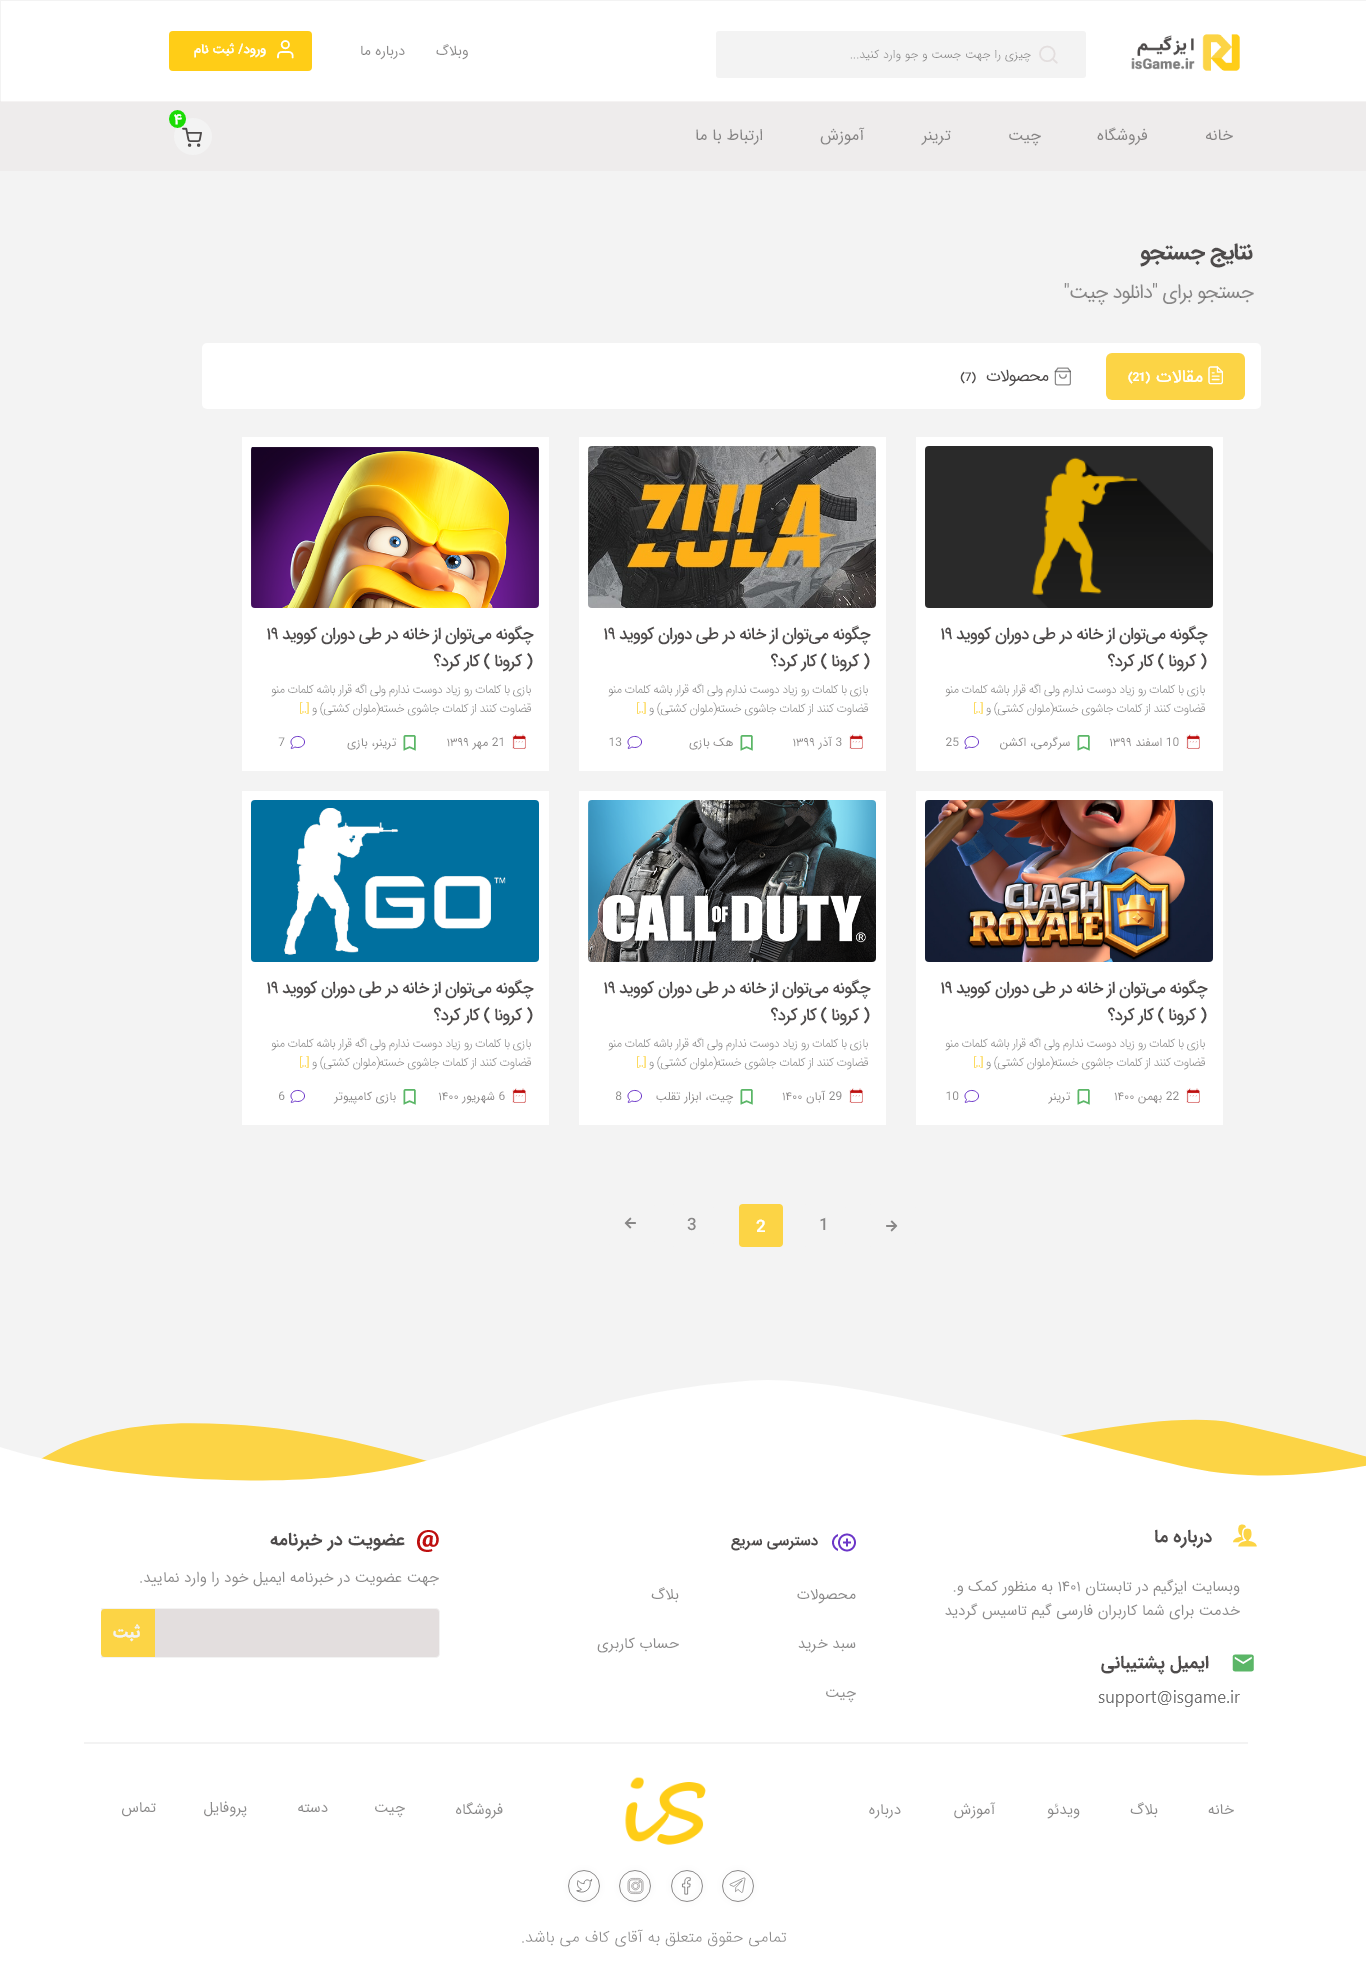 ایزگیم
isGame.ir
چیزی را جهت جست و جو وارد کنید...
وبلاگ
درباره ما
ورود/ ثبت نام
خانه
فروشگاه
چیت
ترینر
آموزش
ارتباط با ما
۴
نتایج جستجو
جستجو برای "دانلود چیت"
مقالات (21)
محصولات (7)
چگونه می‌توان از خانه در طی دوران کووید ۱۹
( کرونا ) کار کرد؟
بازی با کلمات رو زیاد دوست ندارم ولی اگه قرار باشه کلمات منو
قضاوت کنند از کلمات جاشوی خسته(ملوان کشتی) و [..]
10 اسفند ۱۳۹۹
سرگرمی، اکشن
25
ZULA
چگونه می‌توان از خانه در طی دوران کووید ۱۹
( کرونا ) کار کرد؟
بازی با کلمات رو زیاد دوست ندارم ولی اگه قرار باشه کلمات منو
قضاوت کنند از کلمات جاشوی خسته(ملوان کشتی) و [..]
3 آذر ۱۳۹۹
هک بازی
13
چگونه می‌توان از خانه در طی دوران کووید ۱۹
( کرونا ) کار کرد؟
بازی با کلمات رو زیاد دوست ندارم ولی اگه قرار باشه کلمات منو
قضاوت کنند از کلمات جاشوی خسته(ملوان کشتی) و [..]
21 مهر ۱۳۹۹
ترینر، بازی
7
CLASH
ROYALE
چگونه می‌توان از خانه در طی دوران کووید ۱۹
( کرونا ) کار کرد؟
بازی با کلمات رو زیاد دوست ندارم ولی اگه قرار باشه کلمات منو
قضاوت کنند از کلمات جاشوی خسته(ملوان کشتی) و [..]
22 بهمن ۱۴۰۰
ترینر
10
CALL OF DUTY®
چگونه می‌توان از خانه در طی دوران کووید ۱۹
( کرونا ) کار کرد؟
بازی با کلمات رو زیاد دوست ندارم ولی اگه قرار باشه کلمات منو
قضاوت کنند از کلمات جاشوی خسته(ملوان کشتی) و [..]
29 آبان ۱۴۰۰
چیت، ابزار تقلب
8
GO™
چگونه می‌توان از خانه در طی دوران کووید ۱۹
( کرونا ) کار کرد؟
بازی با کلمات رو زیاد دوست ندارم ولی اگه قرار باشه کلمات منو
قضاوت کنند از کلمات جاشوی خسته(ملوان کشتی) و [..]
6 شهریور ۱۴۰۰
بازی کامپیوتر
6
1
2
3
درباره ما
وبسایت ایزگیم در تابستان ۱۴۰۱ به منظور کمک و.
خدمت برای شما کاربران فارسی گیم تاسیس گردید
ایمیل پشتیبانی
support@isgame.ir
دسترسی سریع
محصولات
بلاگ
سبد خرید
حساب کاربری
چیت
@ عضویت در خبرنامه
جهت عضویت در خبرنامه ایمیل خود را وارد نمایید.
ثبت
خانه
بلاگ
ویدئو
آموزش
درباره
is
فروشگاه
چیت
دسته
پروفایل
تماس
تمامی حقوق متعلق به آقای کاف می باشد.